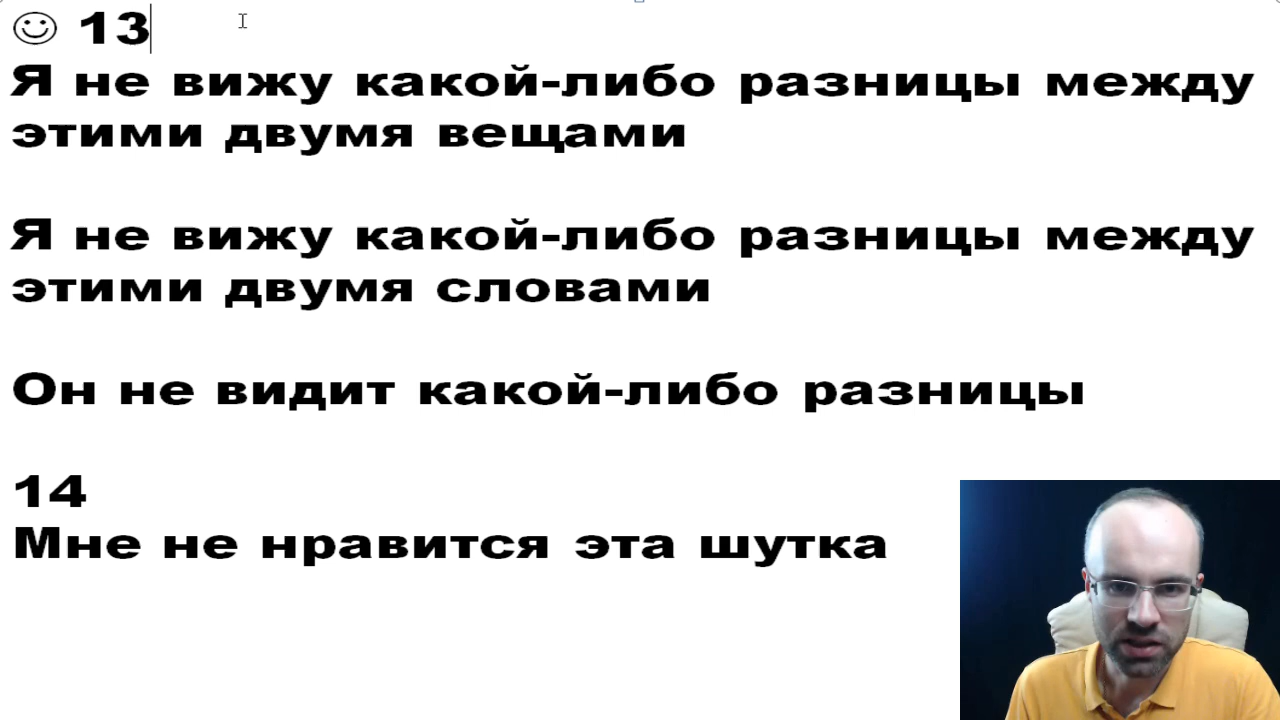 ☺ 13
Я не вижу какой-либо разницы между
этими двумя вещами
Я не вижу какой-либо разницы между
этими двумя словами
Он не видит какой-либо разницы
14
Мне не нравится эта шутка